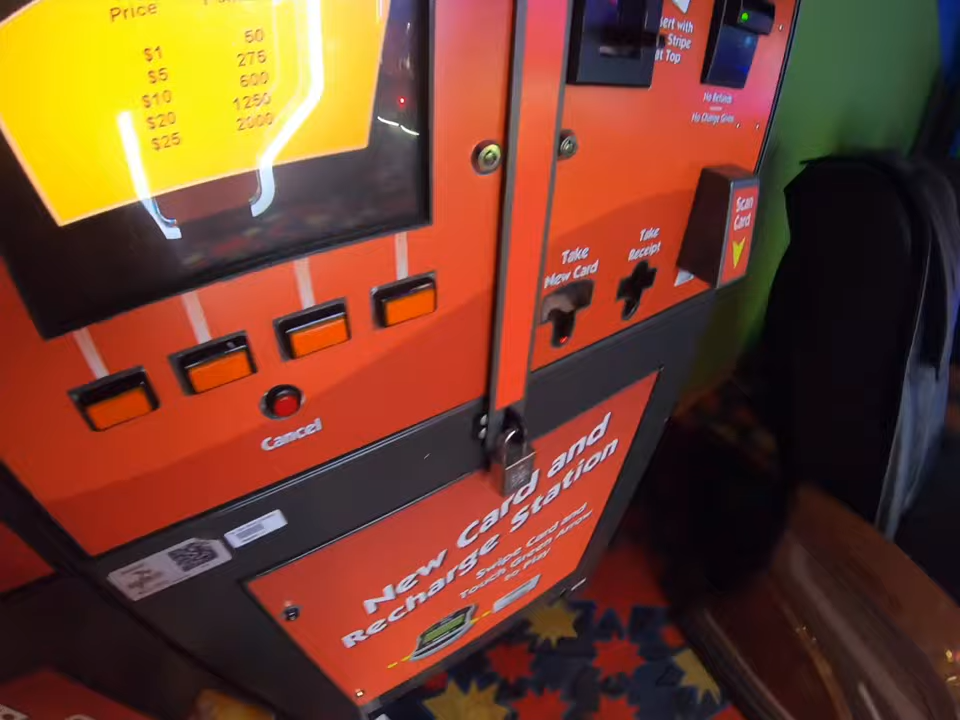 Price
$1 50
$5 275
$10 600
$20 1250
$25 2000
Stripe
Top
No Refunds
No Change Given
Scan
Card
Take
New Card
Take
Receipt
Cancel
New Card and
Recharge Station
Swipe Card and
Touch Green Arrow
to Play